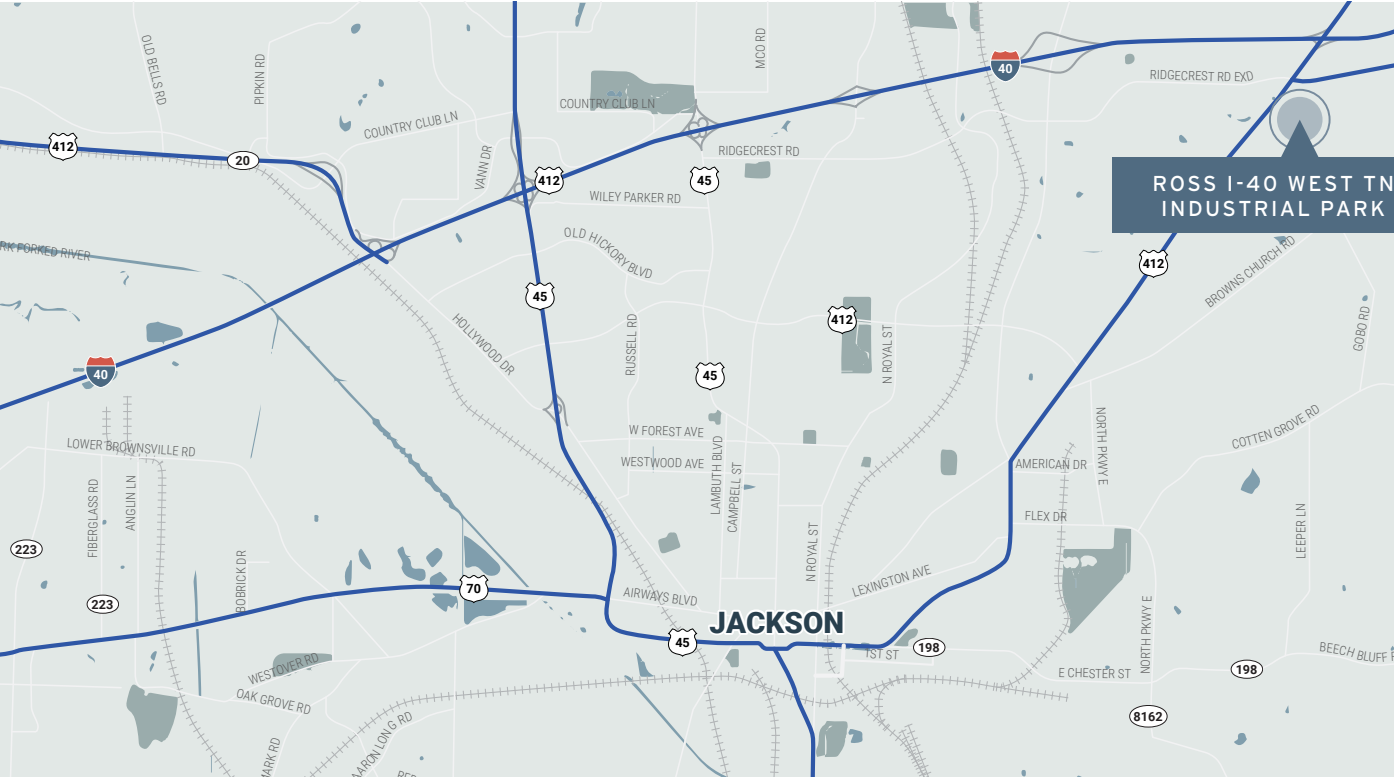 OLD BELLS RD
PIPKIN RD
MCO RD
40
RIDGECREST RD EXD
COUNTRY CLUB LN
COUNTRY CLUB LN
412
20
VANN DR
412
RIDGECREST RD
45
WILEY PARKER RD
ROSS I-40 WEST TN
INDUSTRIAL PARK
FORKED RIVER
OLD HICKORY BLVD
412
BROWNS CHURCH RD
45
412
GOBO RD
HOLLYWOOD DR
RUSSELL RD
N ROYAL ST
40
45
W FOREST AVE
NORTH PKWY E
COTTEN GROVE RD
LOWER BROWNSVILLE RD
WESTWOOD AVE
LAMBUTH BLVD
CAMPBELL ST
AMERICAN DR
FIBERGLASS RD
ANGLIN LN
FLEX DR
LEEPER LN
223
N ROYAL ST
BOBRICK DR
70
LEXINGTON AVE
223
AIRWAYS BLVD
JACKSON
45
1ST ST
198
NORTH PKWY E
BEECH BLUFF
WESTOVER RD
E CHESTER ST
198
OAK GROVE RD
8162
AARON LONG RD